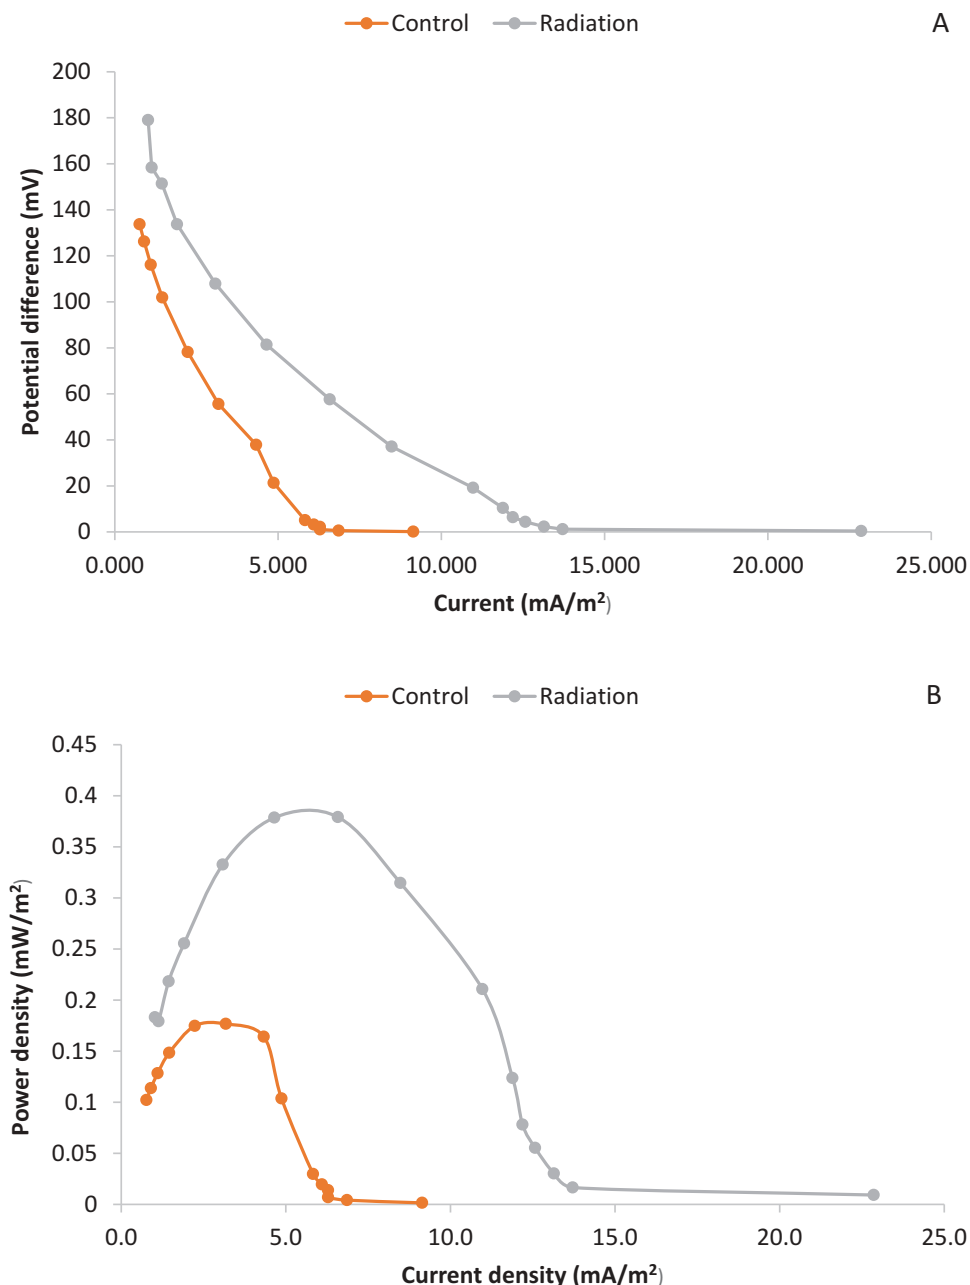 Control Radiation A
200
180
160
140
120
100
80
60
40
20
0
Potential difference (mV)
0.000 5.000 10.000 15.000 20.000 25.000
Current (mA/m²)
Control Radiation B
0.45
0.4
0.35
0.3
0.25
0.2
0.15
0.1
0.05
0
Power density (mW/m²)
0.0 5.0 10.0 15.0 20.0 25.0
Current density (mA/m²)